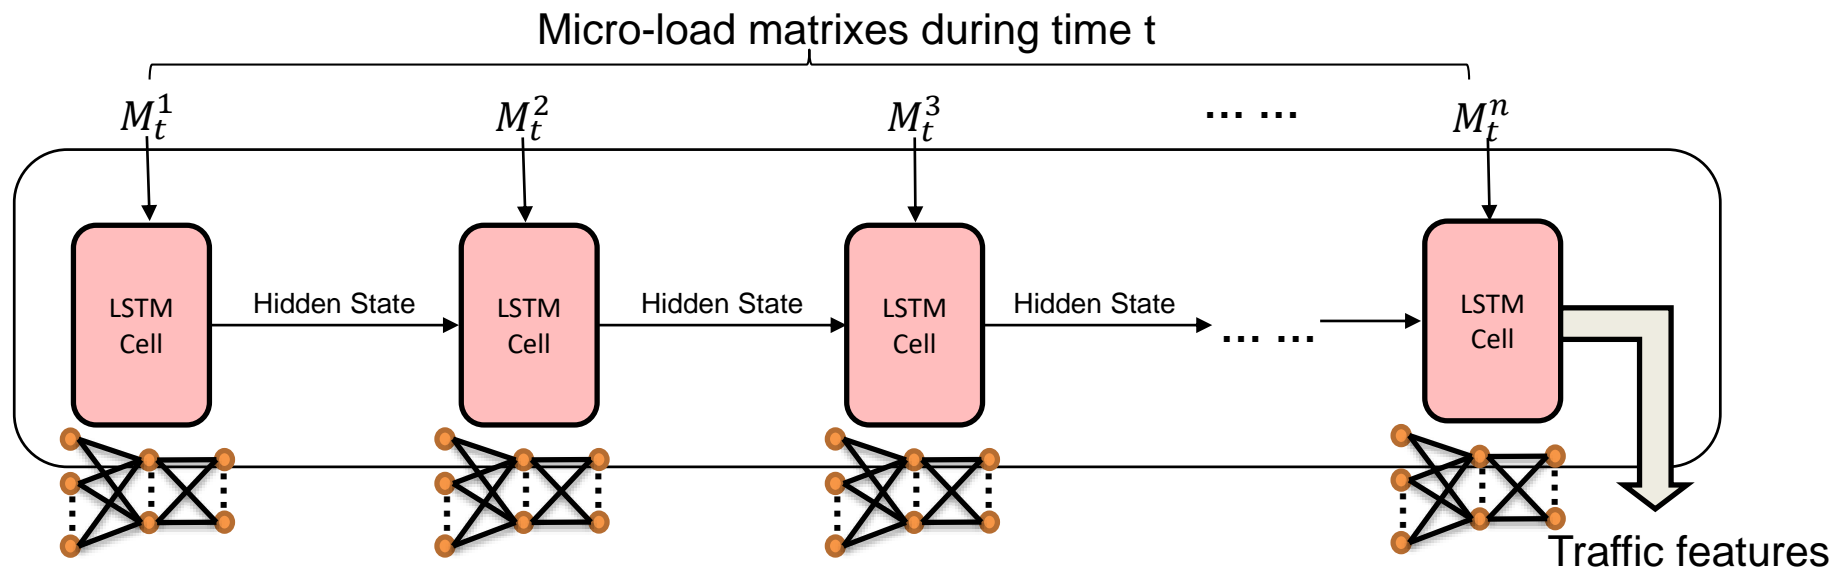 Micro-load matrixes during time t
$M_t^1$ $M_t^2$ $M_t^3$ … … $M_t^n$
LSTM Cell
Hidden State
LSTM Cell
Hidden State
LSTM Cell
Hidden State
… …
LSTM Cell
Traffic features